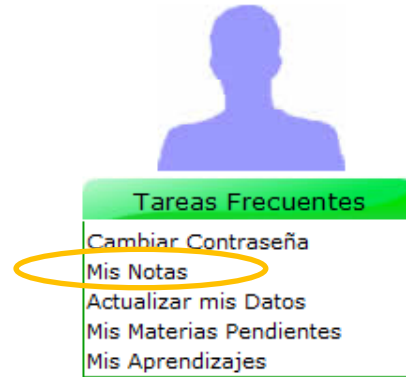 Tareas Frecuentes
Cambiar Contraseña
Mis Notas
Actualizar mis Datos
Mis Materias Pendientes
Mis Aprendizajes